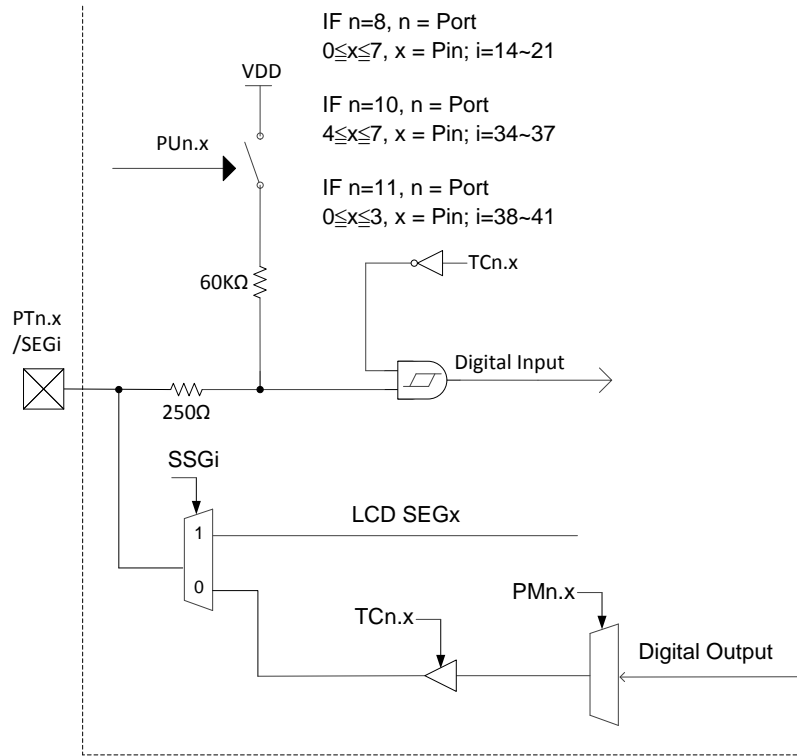 IF n=8, n = Port
0≦x≦7, x = Pin; i=14~21
VDD
IF n=10, n = Port
4≦x≦7, x = Pin; i=34~37
PUn.x
IF n=11, n = Port
0≦x≦3, x = Pin; i=38~41
60KΩ
TCn.x
PTn.x
/SEGi
Digital Input
250Ω
SSGi
LCD SEGx
1
0
PMn.x
TCn.x
Digital Output